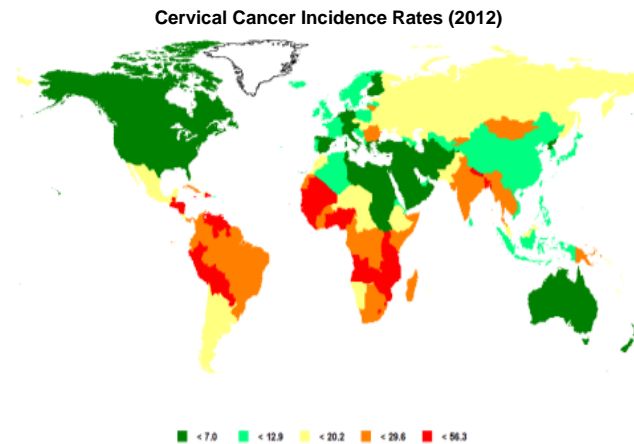 Cervical Cancer Incidence Rates (2012)
< 7.0 < 12.9 < 20.2 < 29.6 < 56.3